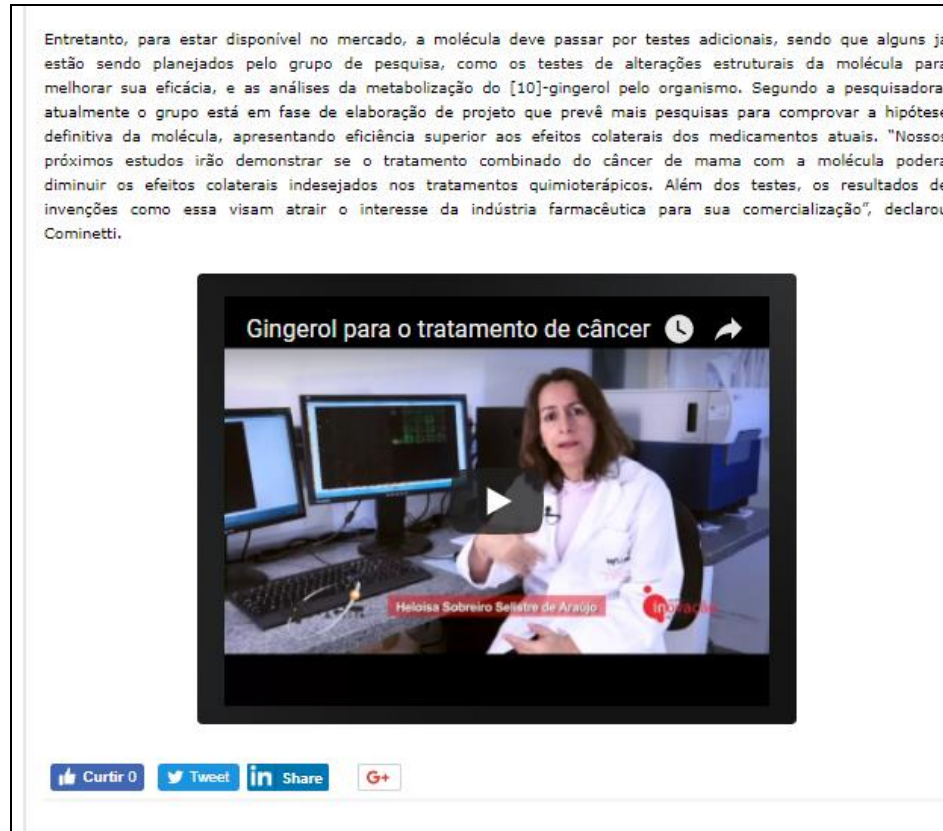 Entretanto, para estar disponível no mercado, a molécula deve passar por testes adicionais, sendo que alguns já
estão sendo planejados pelo grupo de pesquisa, como os testes de alterações estruturais da molécula para
melhorar sua eficácia, e as análises da metabolização do [10]-gingerol pelo organismo. Segundo a pesquisadora
atualmente o grupo está em fase de elaboração de projeto que prevê mais pesquisas para comprovar a hipótese
definitiva da molécula, apresentando eficiência superior aos efeitos colaterais dos medicamentos atuais. “Nossos
próximos estudos irão demonstrar se o tratamento combinado do câncer de mama com a molécula poderá
diminuir os efeitos colaterais indesejados nos tratamentos quimioterápicos. Além dos testes, os resultados de
invenções como essa visam atrair o interesse da indústria farmacêutica para sua comercialização”, declarou
Cominetti.
Gingerol para o tratamento de câncer
Heloisa Sobreiro Selistre de Araújo
inovação
Curtir 0
Tweet
in Share
G+